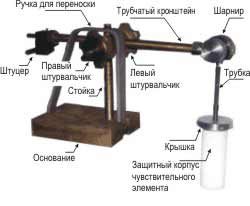 Ручка для переноски
Трубчатый кронштейн
Шарнир
Штуцер
Правый
штурвальчик
Стойка
Левый
штурвальчик
Трубка
Крышка
Основание
Защитный корпус
чувствительного
элемента